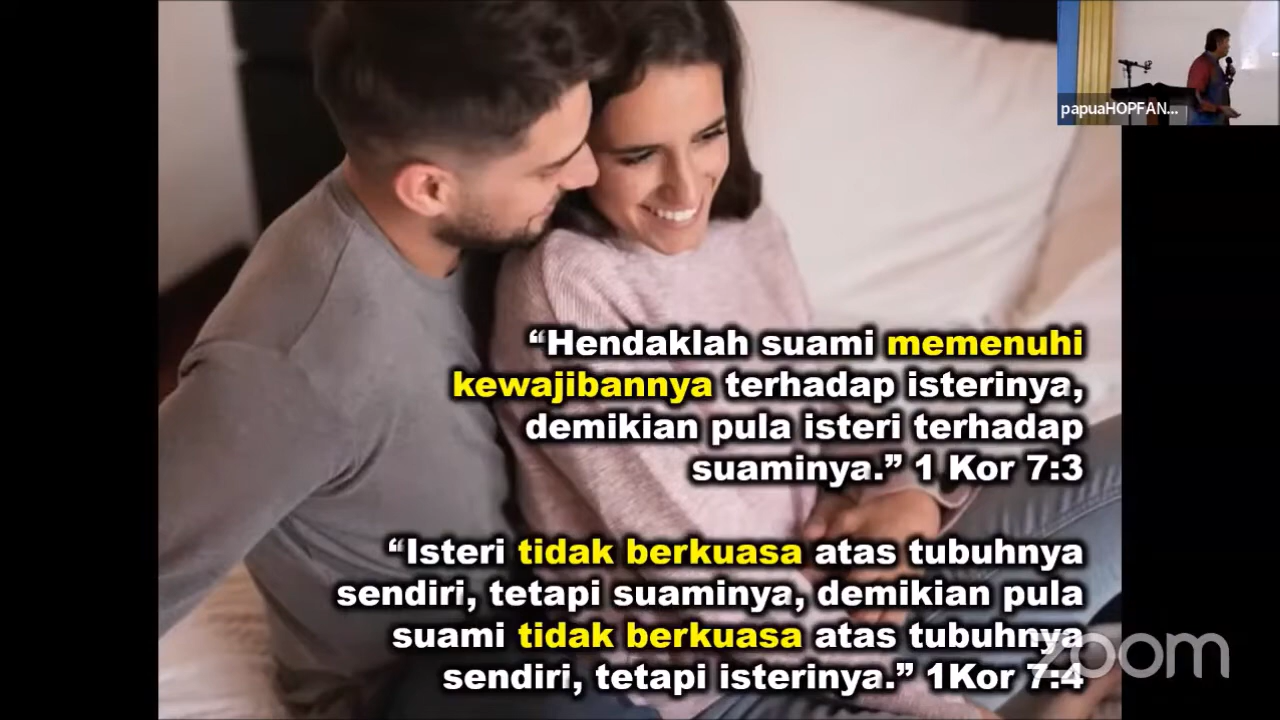 papuaHOPFAN...
“Hendaklah suami memenuhi
kewajibannya terhadap isterinya,
demikian pula isteri terhadap
suaminya.” 1 Kor 7:3
“Isteri tidak berkuasa atas tubuhnya
sendiri, tetapi suaminya, demikian pula
suami tidak berkuasa atas tubuhnya
sendiri, tetapi isterinya.” 1Kor 7:4
zoom